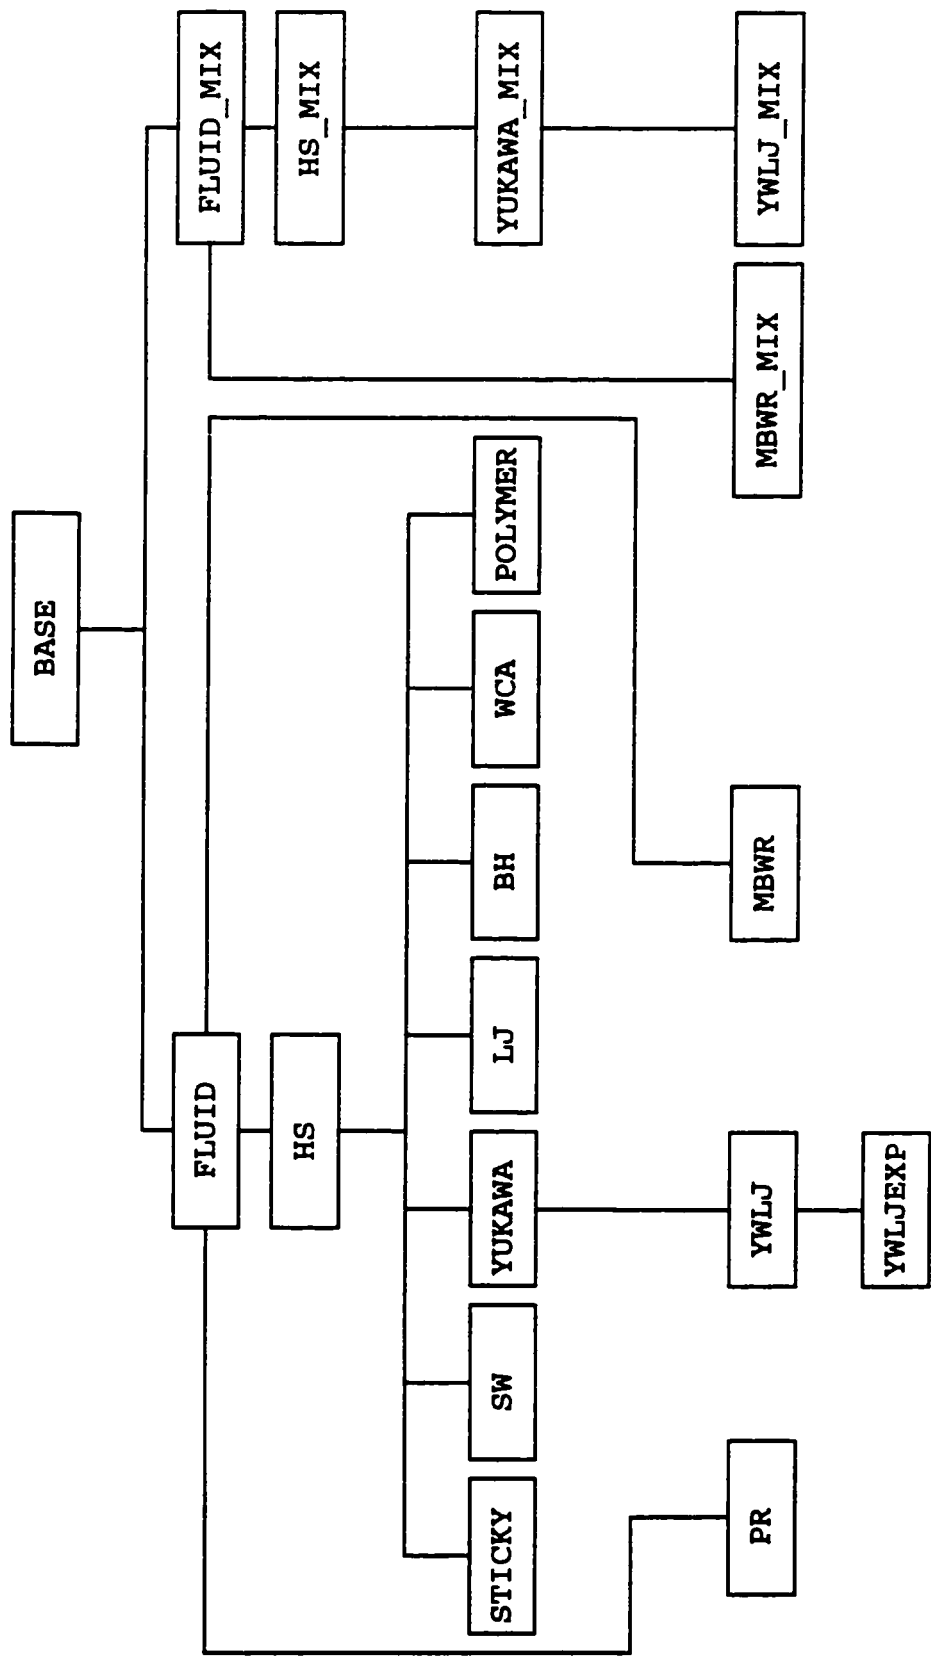 BASE
FLUID
FLUID_MIX
HS
HS_MIX
STICKY
SW
YUKAWA
LJ
BH
WCA
POLYMER
YUKAWA_MIX
PR
YWLJ
MBWR
MBWR_MIX
YWLJ_MIX
YWLJEXP